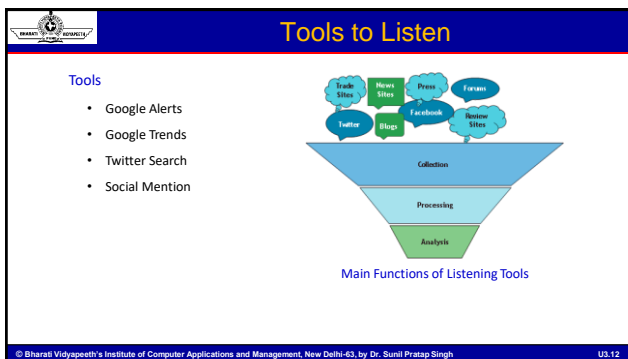 BHARATI
VIDYAPEETH
Tools to Listen
Tools
• Google Alerts
• Google Trends
• Twitter Search
• Social Mention
Trade
Sites
News
Sites
Press
Forums
Twitter
Blogs
Facebook
Review
Sites
Collection
Processing
Analysis
Main Functions of Listening Tools
© Bharati Vidyapeeth's Institute of Computer Applications and Management, New Delhi-63, by Dr. Sunil Pratap Singh
U3.12